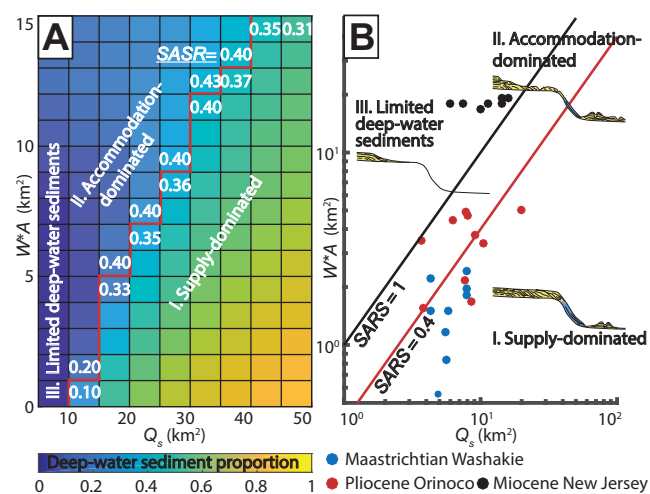 A
15
10
5
0
W*A (km²)
10
20
30
40
50
Qs (km²)
0.35
0.31
SASR=
0.40
0.43
0.37
0.40
0.40
0.36
0.40
0.35
0.40
0.33
0.20
0.10
III. Limited deep-water sediments
II. Accommodation-
dominated
I. Supply-dominated
Deep-water sediment proportion
0
0.2
0.4
0.6
0.8
1
B
II. Accommodation-
dominated
III. Limited
deep-water
sediments
10¹
10⁰
W*A (km²)
SARS = 1
SARS = 0.4
I. Supply-dominated
10⁰
10¹
10²
Qs (km²)
Maastrichtian Washakie
Pliocene Orinoco
Miocene New Jersey